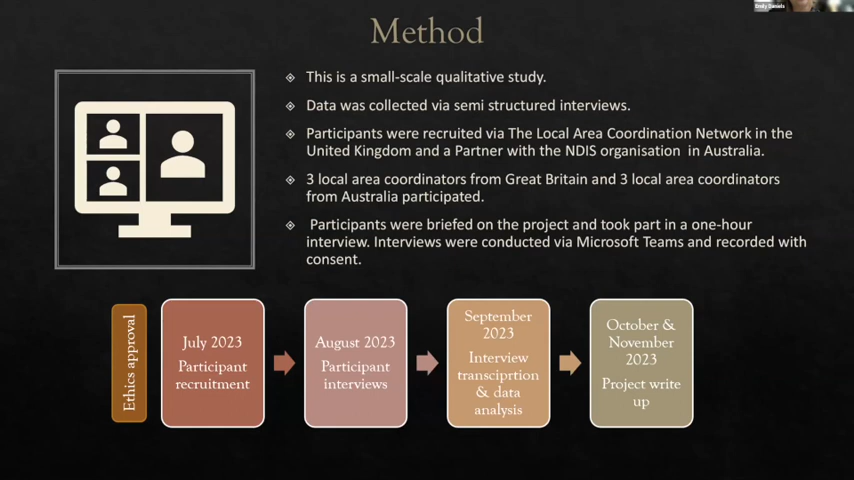 Emily Daniels
Method
This is a small-scale qualitative study.
Data was collected via semi structured interviews.
Participants were recruited via The Local Area Coordination Network in the
United Kingdom and a Partner with the NDIS organisation in Australia.
3 local area coordinators from Great Britain and 3 local area coordinators
from Australia participated.
Participants were briefed on the project and took part in a one-hour
interview. Interviews were conducted via Microsoft Teams and recorded with
consent.
Ethics approval
July 2023
Participant
recruitment
August 2023
Participant
interviews
September
2023
Interview
transciprtion
& data
analysis
October &
November
2023
Project write
up